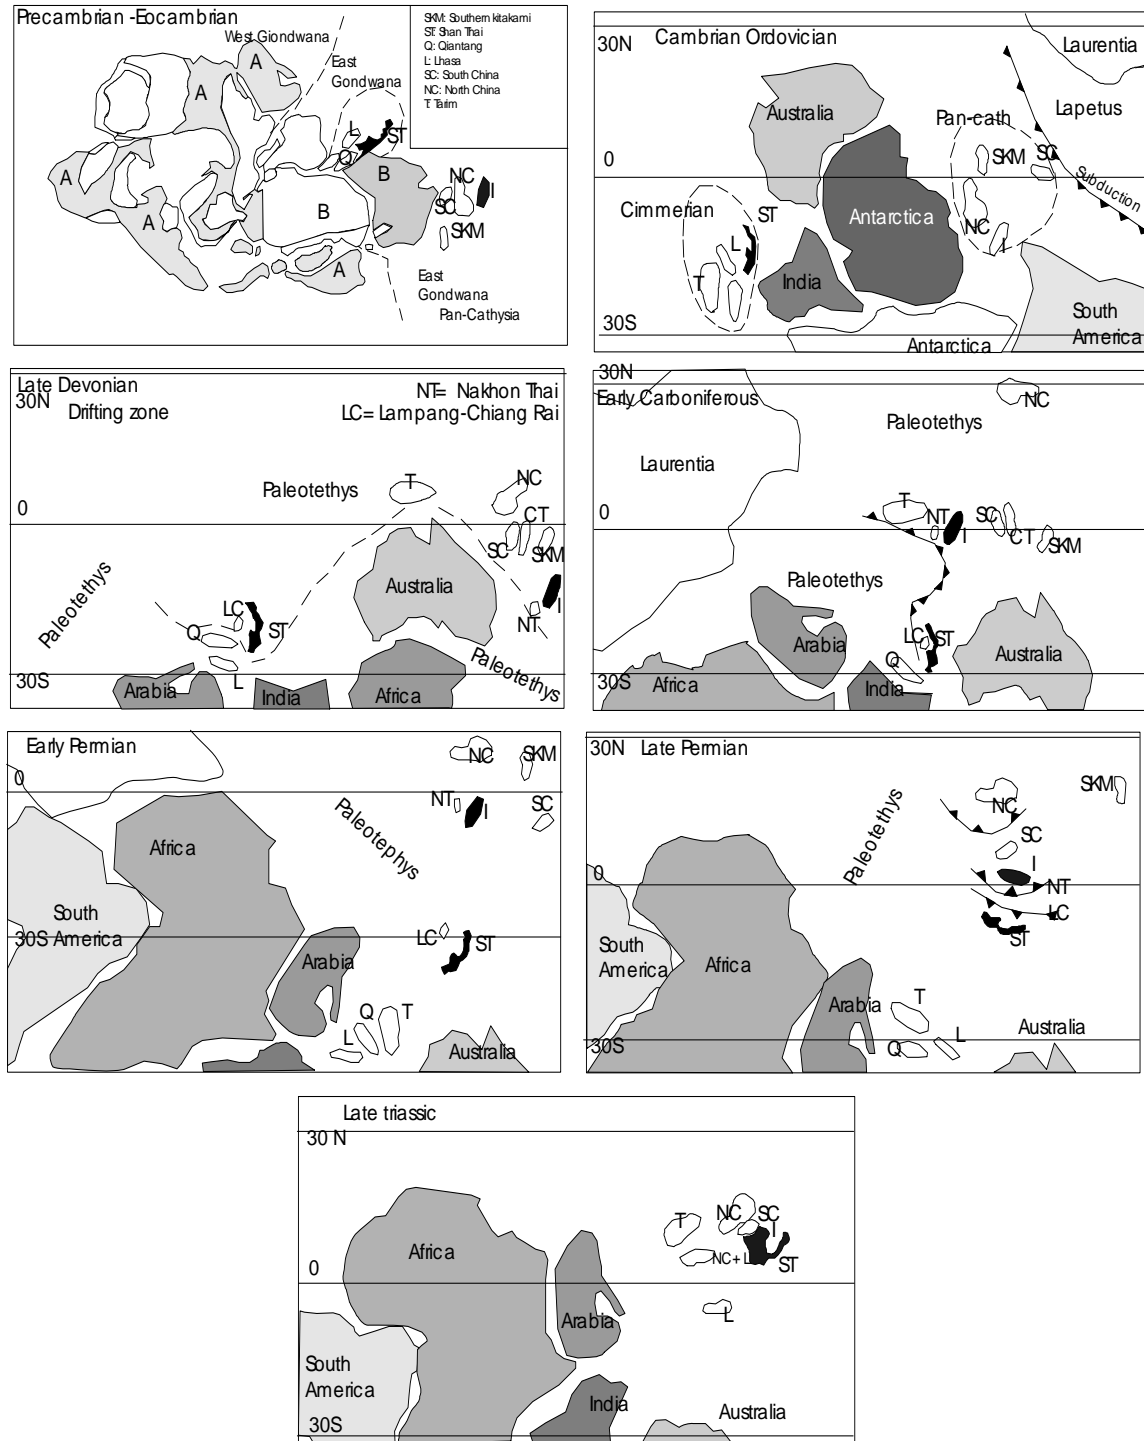 Precambrian -Eocambrian
West Giondwana
East
Gondwana
SKM: Southern kitakami
ST: Shan Thai
Q: Qiantang
L: Lhasa
SC: South China
NC: North China
T: Tarim
A
A
L
ST
Q
B
A
NC
I
SC
B
A
SKM
A
East
Gondwana
Pan-Cathysia
30N
Cambrian Ordovician
Laurentia
Australia
Lapetus
Pan-cath
0
SKM
SC
Subduction
Cimmerian
ST
Antarctica
NC
L
I
T
India
South
America
30S
Antarctica
Late Devonian
30N
Drifting zone
NT= Nakhon Thai
LC= Lampang-Chiang Rai
Paleotethys
T
NC
0
CT
SC
SKM
Paleotethys
Australia
LC
I
Q
ST
NT
30S
Arabia
L
India
Africa
Paleotethys
30N
Early Carboniferous
NC
Paleotethys
Laurentia
T
0
NT
I
SC
CT
SKM
Paleotethys
Arabia
LC
ST
Q
Australia
30S
Africa
India
Early Permian
NC
SKM
0
NT
I
SC
Paleotephys
Africa
South
30S America
LC
ST
Arabia
Q
T
L
Australia
30N
Late Permian
Paleotethys
SKM
NC
SC
I
0
NT
LC
ST
South
America
Africa
T
Arabia
Australia
30S
Q
L
Late triassic
30 N
T
NC
SC
I
Africa
NC + L
ST
0
L
Arabia
South
America
India
Australia
30S